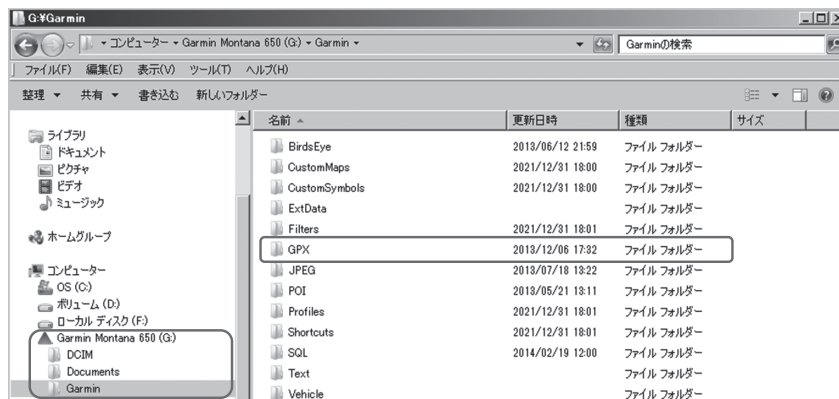 G:¥Garmin
コンピューター Garmin Montana 650 (G:) Garmin
Garminの検索
ファイル(F) 編集(E) 表示(V) ツール(T) ヘルプ(H)
整理 共有 書き込む 新しいフォルダー
名前 更新日時 種類 サイズ
ライブラリ
ドキュメント
ピクチャ
ビデオ
ミュージック
ホームグループ
コンピューター
OS (C:)
ボリューム (D:)
ローカル ディスク (F:)
Garmin Montana 650 (G:)
DCIM
Documents
Garmin
BirdsEye 2013/06/12 21:59 ファイル フォルダー
CustomMaps 2021/12/31 18:00 ファイル フォルダー
CustomSymbols 2021/12/31 18:00 ファイル フォルダー
ExtData ファイル フォルダー
Filters 2021/12/31 18:01 ファイル フォルダー
GPX 2013/12/06 17:32 ファイル フォルダー
JPEG 2013/07/18 13:22 ファイル フォルダー
POI 2013/05/21 13:11 ファイル フォルダー
Profiles 2021/12/31 18:01 ファイル フォルダー
Shortcuts 2021/12/31 18:01 ファイル フォルダー
SQL 2014/02/19 12:00 ファイル フォルダー
Text ファイル フォルダー
Vehicle ファイル フォルダー